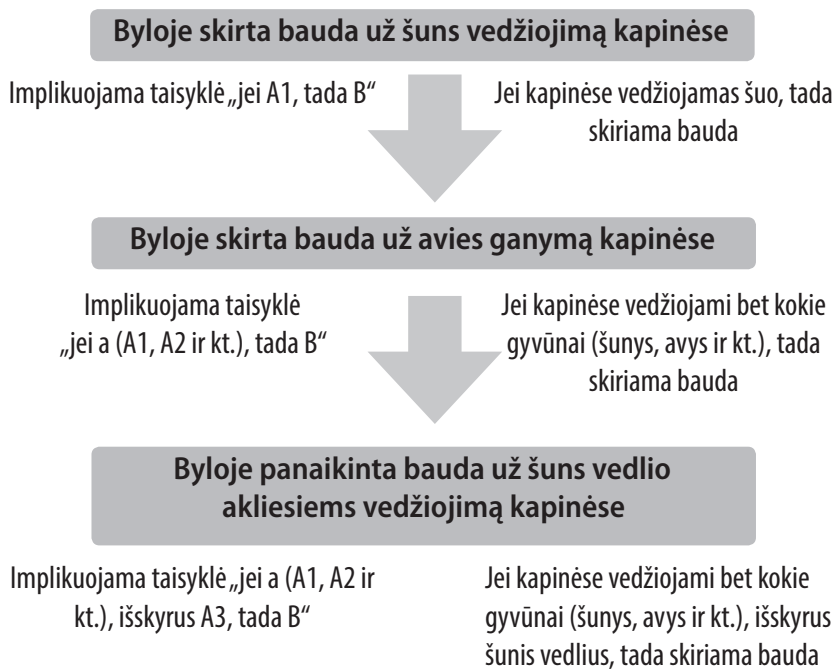 Byloje skirta bauda už šuns vedžiojimą kapinėse
Implikuojama taisyklė „jei A1, tada B“
Jei kapinėse vedžiojamas šuo, tada
skiriama bauda
Byloje skirta bauda už avies ganymą kapinėse
Implikuojama taisyklė
„jei a (A1, A2 ir kt.), tada B“
Jei kapinėse vedžiojami bet kokie
gyvūnai (šunys, avys ir kt.), tada
skiriama bauda
Byloje panaikinta bauda už šuns vedlio
akliesiems vedžiojimą kapinėse
Implikuojama taisyklė „jei a (A1, A2 ir
kt.), išskyrus A3, tada B“
Jei kapinėse vedžiojami bet kokie
gyvūnai (šunys, avys ir kt.), išskyrus
šunis vedlius, tada skiriama bauda